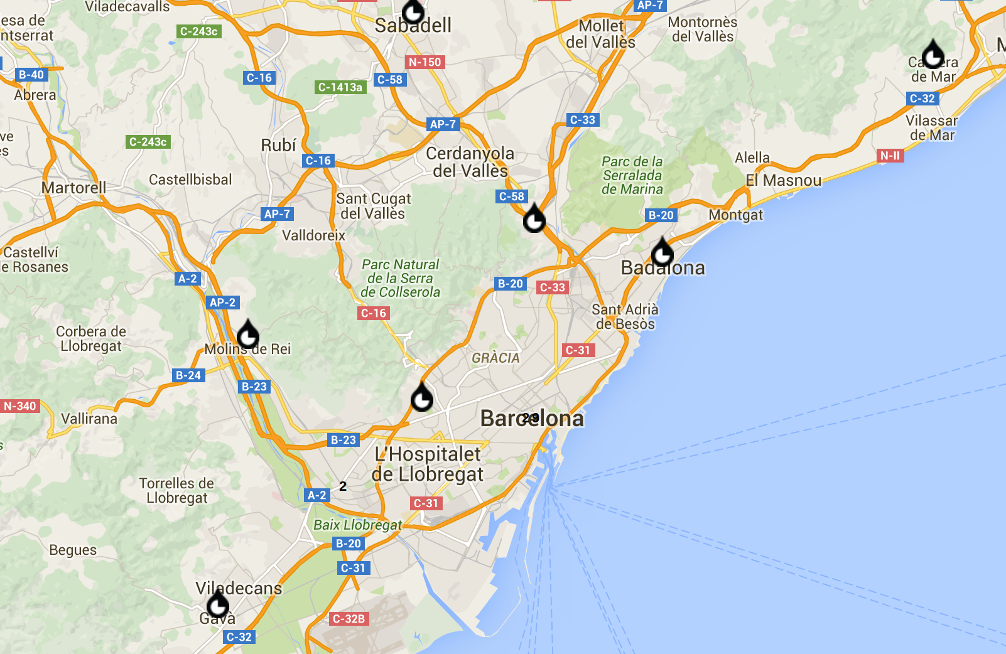 Viladecavalls
AP-7
esa de
ntserrat
C-243c
Sabadell
Mollet
del Vallès
Montornès
del Vallès
N-150
B-40
C-16
C-58
C-1413a
Abrera
Cabrera
de Mar
C-32
AP-7
C-33
Vilassar
de Mar
C-243c
Rubí
C-16
Cerdanyola
del Vallès
Parc de la
Serralada
de Marina
Alella
N-II
El Masnou
Castellbisbal
Martorell
Sant Cugat
del Vallès
C-58
AP-7
B-20
Montgat
Valldoreix
Castellví
de Rosanes
Parc Natural
de la Serra
de Collserola
Badalona
A-2
B-20
C-33
AP-2
C-16
Sant Adrià
de Besòs
Corbera de
Llobregat
Molins de Rei
GRÀCIA
C-31
B-24
B-23
N-340
Vallirana
Barcelona
B-23
L'Hospitalet
de Llobregat
2
Torrelles de
Llobregat
A-2
C-31
Baix Llobregat
Begues
B-20
C-31
Viladecans
Gavà
C-32B
C-32